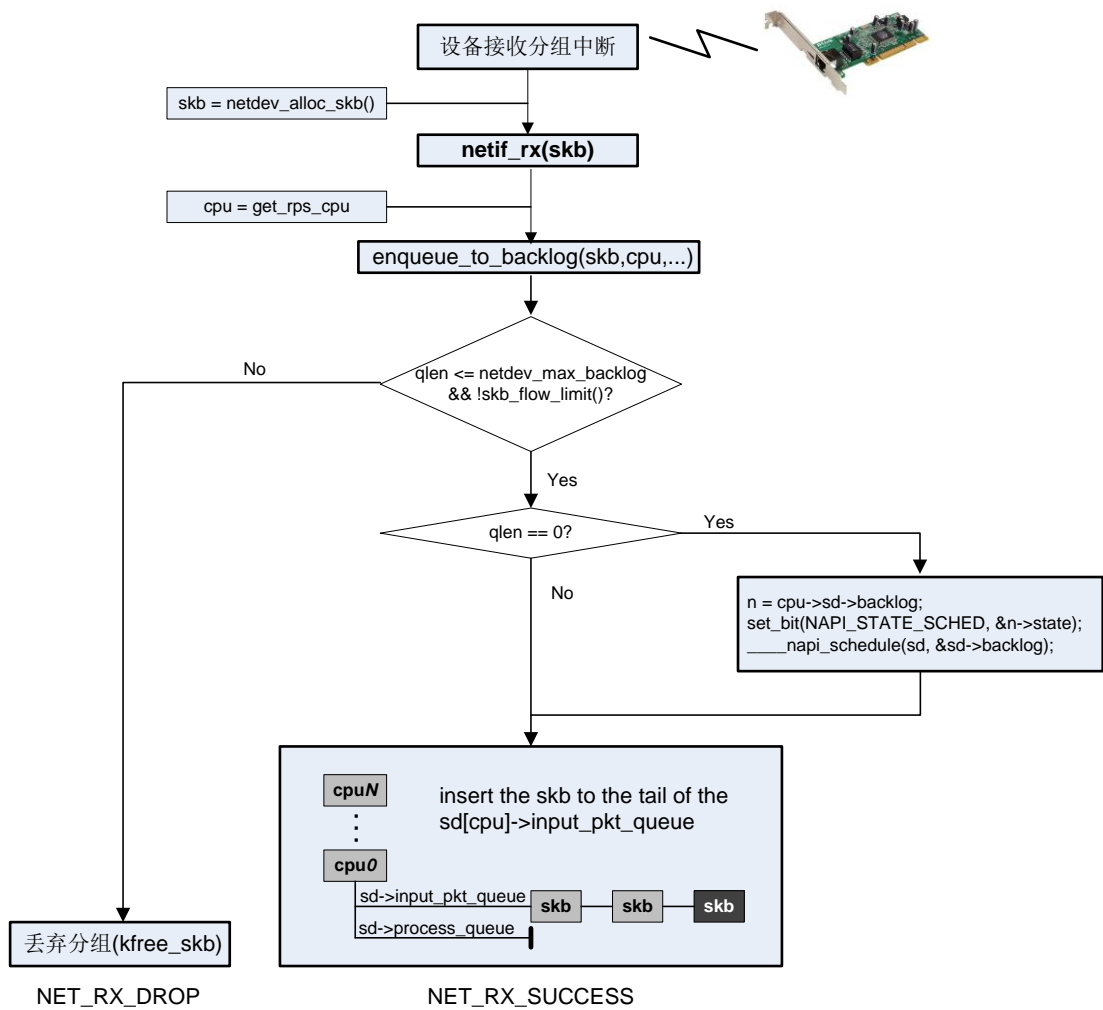 设备接收分组中断
skb = netdev_alloc_skb()
netif_rx(skb)
cpu = get_rps_cpu
enqueue_to_backlog(skb,cpu,...)
qlen <= netdev_max_backlog
&& !skb_flow_limit()?
No
Yes
qlen == 0?
Yes
No
n = cpu->sd->backlog;
set_bit(NAPI_STATE_SCHED, &n->state);
____napi_schedule(sd, &sd->backlog);
cpuN
insert the skb to the tail of the
sd[cpu]->input_pkt_queue
cpu0
sd->input_pkt_queue
skb
skb
skb
sd->process_queue
丢弃分组(kfree_skb)
NET_RX_DROP
NET_RX_SUCCESS